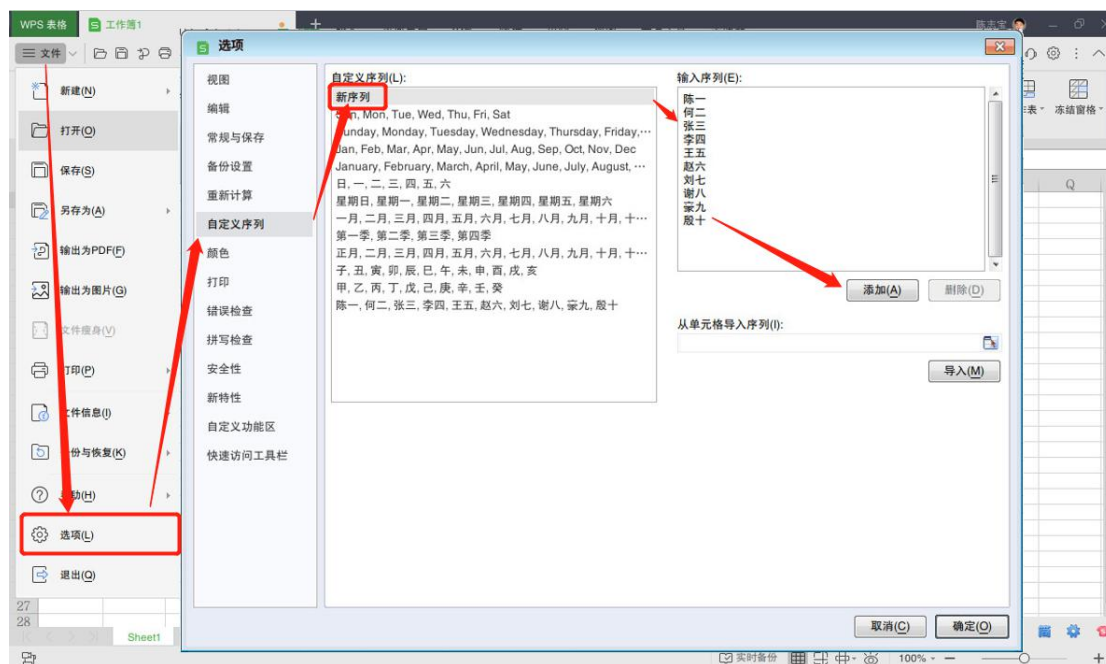 WPS 表格
工作簿1
陈志宝
文件
选项
新建(N)
打开(O)
保存(S)
另存为(A)
输出为PDF(F)
输出为图片(G)
文件瘦身(V)
打印(P)
文件信息(I)
份与恢复(K)
助(H)
选项(L)
退出(Q)
视图
编辑
常规与保存
备份设置
重新计算
自定义序列
颜色
打印
错误检查
拼写检查
安全性
新特性
自定义功能区
快速访问工具栏
自定义序列(L):
新序列
Sun, Mon, Tue, Wed, Thu, Fri, Sat
Sunday, Monday, Tuesday, Wednesday, Thursday, Friday,…
Jan, Feb, Mar, Apr, May, Jun, Jul, Aug, Sep, Oct, Nov, Dec
January, February, March, April, May, June, July, August, …
日, 一, 二, 三, 四, 五, 六
星期日, 星期一, 星期二, 星期三, 星期四, 星期五, 星期六
一月, 二月, 三月, 四月, 五月, 六月, 七月, 八月, 九月, 十月, 十…
第一季, 第二季, 第三季, 第四季
正月, 二月, 三月, 四月, 五月, 六月, 七月, 八月, 九月, 十月, 十…
子, 丑, 寅, 卯, 辰, 巳, 午, 未, 申, 酉, 戌, 亥
甲, 乙, 丙, 丁, 戊, 己, 庚, 辛, 壬, 癸
陈一, 何二, 张三, 李四, 王五, 赵六, 刘七, 谢八, 豪九, 殷十
输入序列(E):
陈一
何二
张三
李四
王五
赵六
刘七
谢八
豪九
殷十
添加(A)
删除(D)
从单元格导入序列(I):
导入(M)
取消(C)
确定(O)
表
冻结窗格
Q
27
28
Sheet1
实时备份
100%